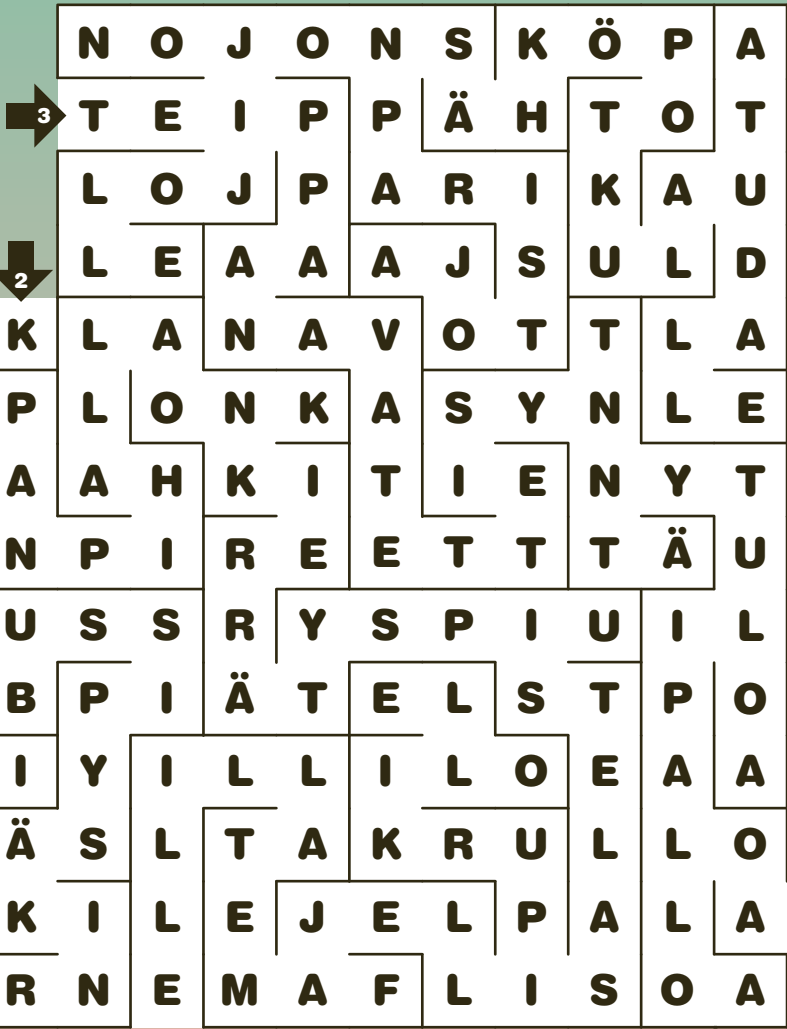 N O J O N S K Ö P A
3 T E I P P Ä H T O T
L O J P A R I K A U
2 L E A A A J S U L D
K L A N A V O T T L A
P L O N K A S Y N L E
A A H K I T I E N Y T
N P I R E E T T T Ä U
U S S R Y S P I U I L
B P I Ä T E L S T P O
I Y I L L I L O E A A
Ä S L T A K R U L L O
K I L E J E L P A L A
R N E M A F L I S O A